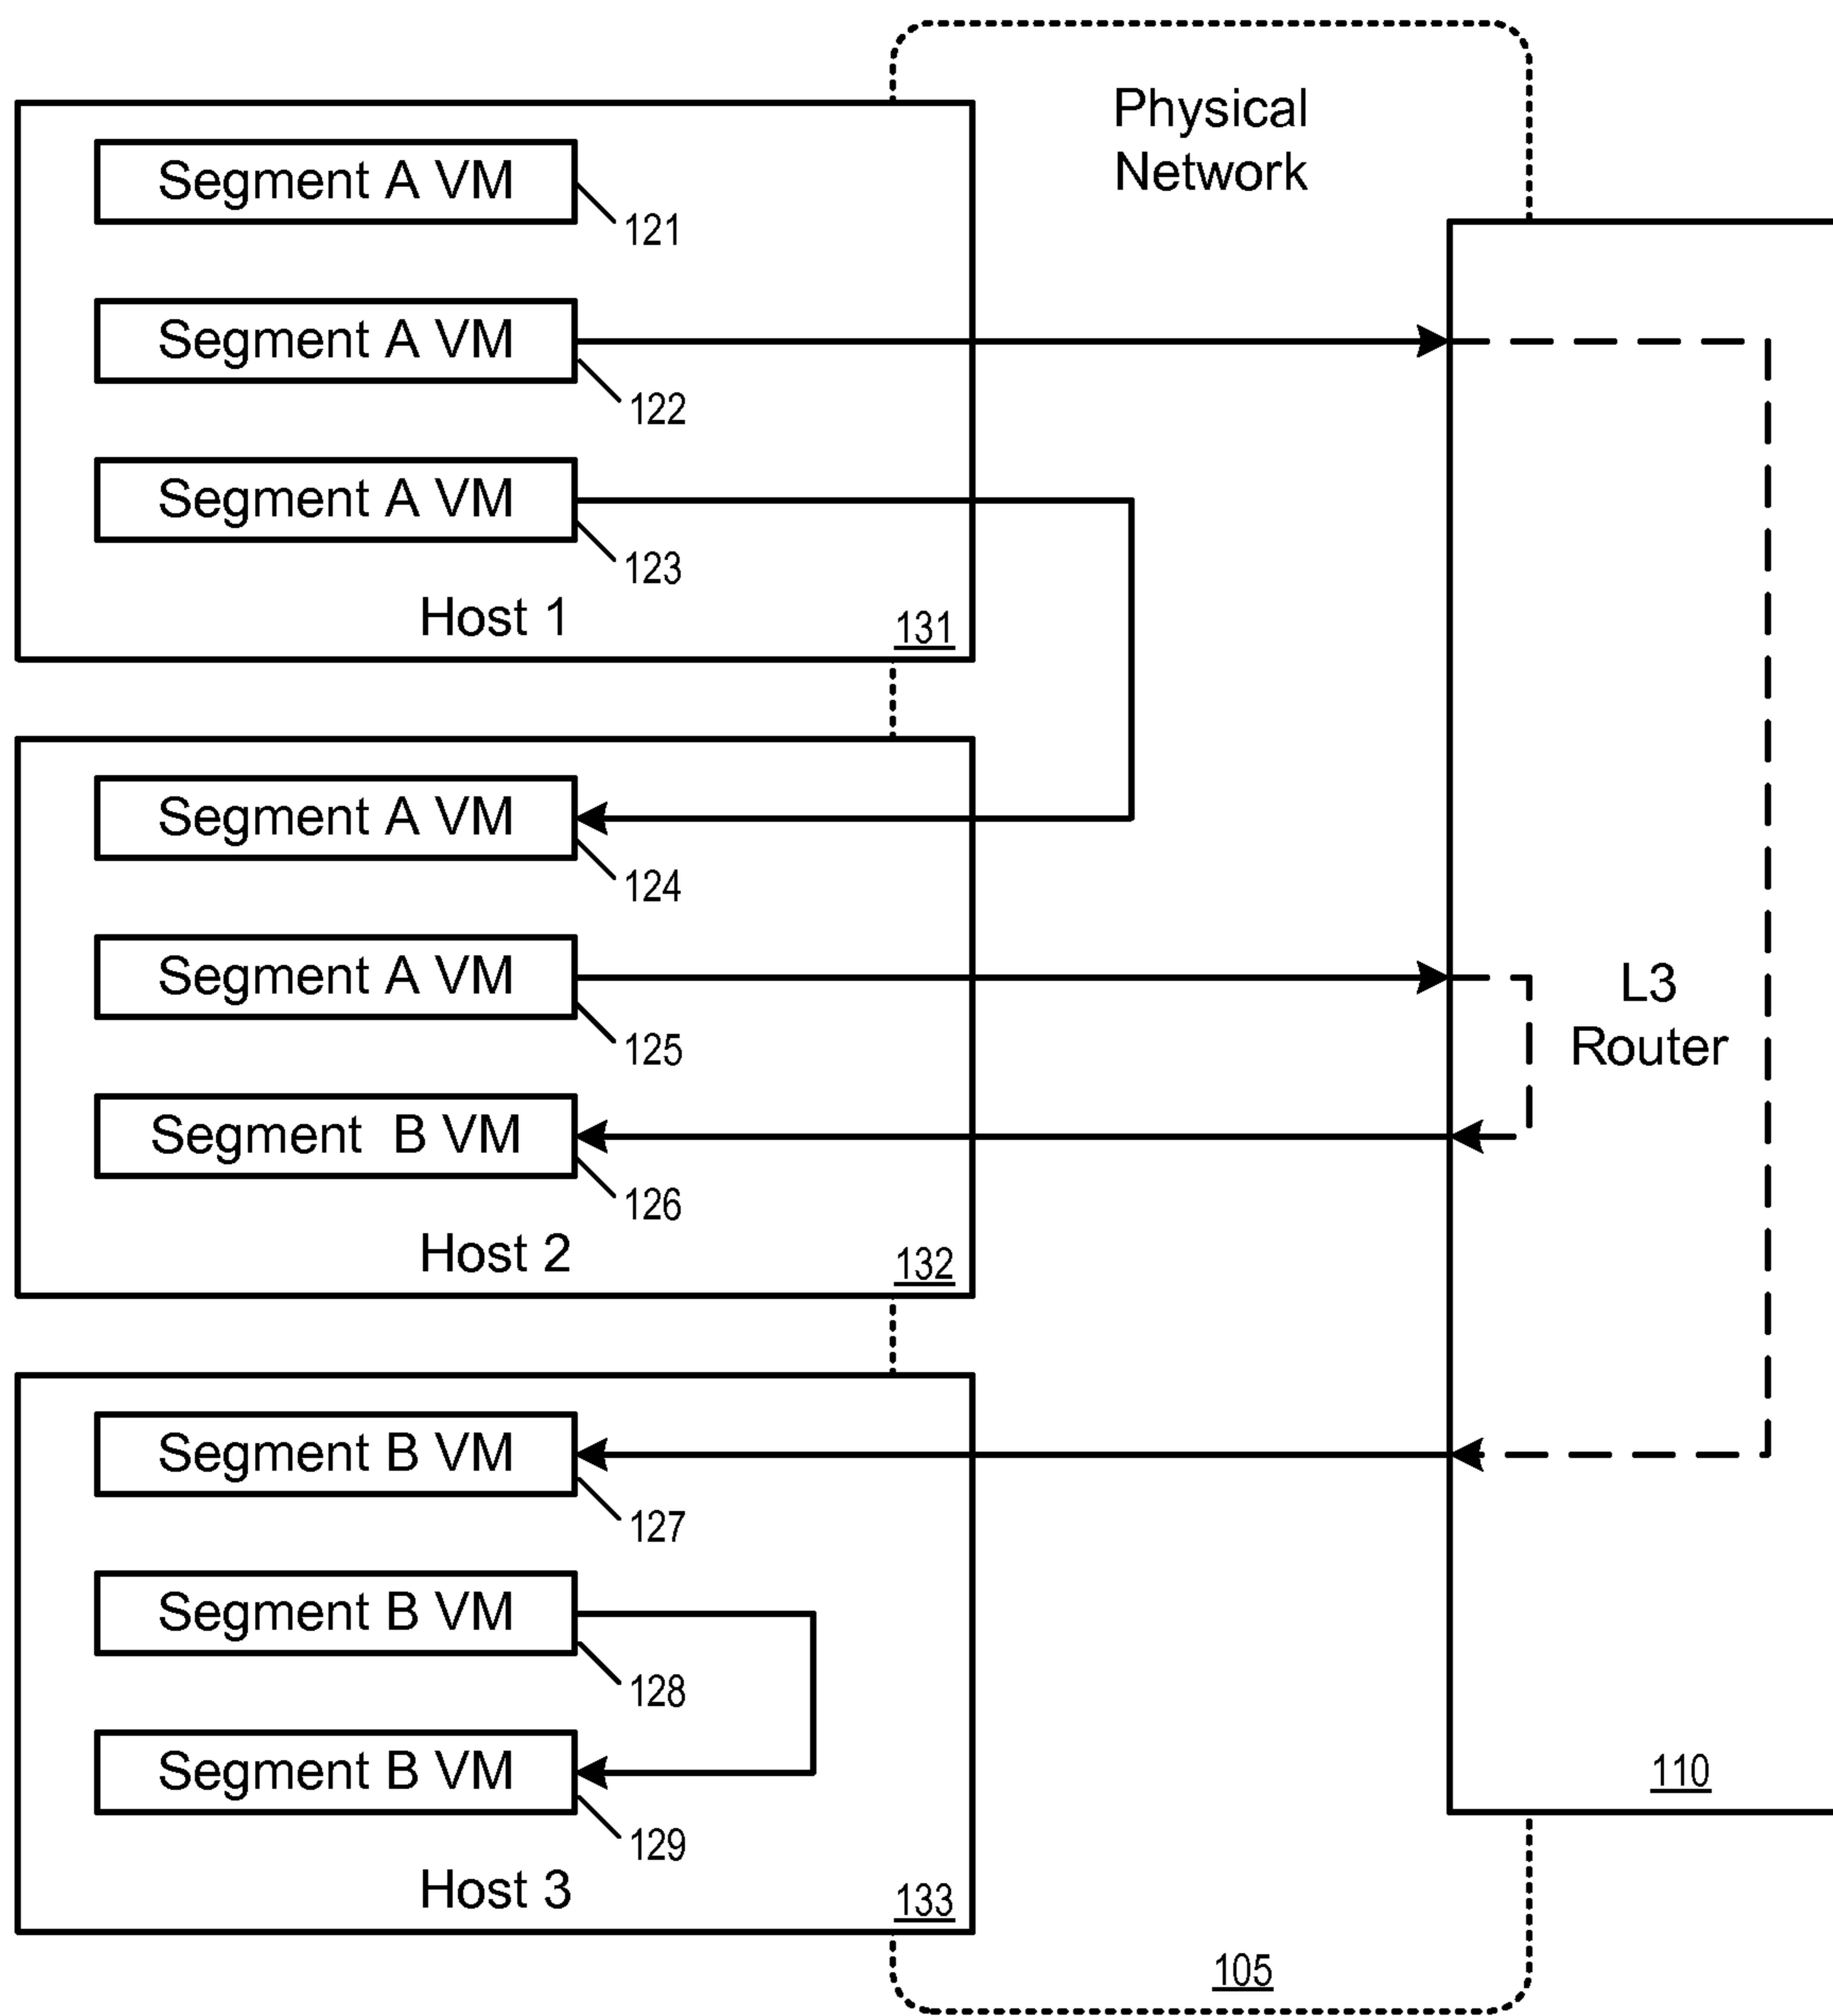 Physical
Network
Segment A VM
121
Segment A VM
122
Segment A VM
123
Host 1
131
Segment A VM
124
Segment A VM
125
Segment B VM
126
Host 2
132
L3
Router
Segment B VM
127
Segment B VM
128
Segment B VM
129
Host 3
133
110
105